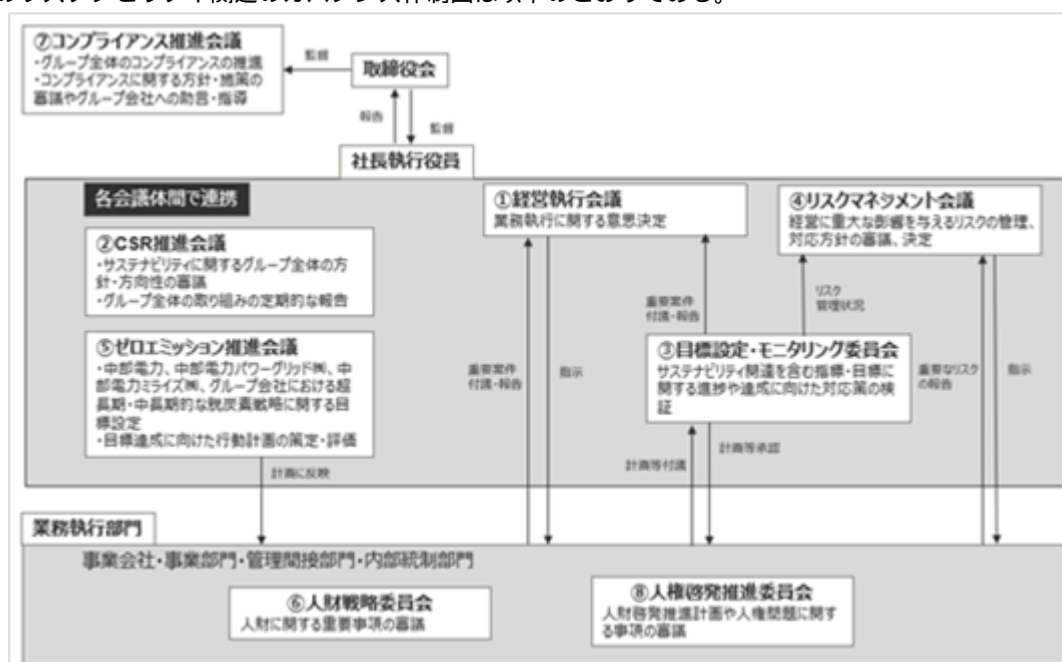 ⑦コンプライアンス推進会議
・グループ全体のコンプライアンスの推進
・コンプライアンスに関する方針・施策の
審議やグループ会社への助言・指導
監督
取締役会
報告
監督
社長執行役員
各会議体間で連携
②CSR推進会議
・サステナビリティに関するグループ全体の方
針・方向性の審議
・グループ全体の取り組みの定期的な報告
⑤ゼロエミッション推進会議
・中部電力、中部電力パワーグリッド㈱、中
部電力ミライズ㈱、グループ会社における超
長期・中長期的な脱炭素戦略に関する目
標設定
・目標達成に向けた行動計画の策定・評価
計画に反映
①経営執行会議
業務執行に関する意思決定
重要案件
付議・報告
指示
重要案件
付議・報告
④リスクマネジメント会議
経営に重大な影響を与えるリスクの管理、
対応方針の審議、決定
リスク
管理状況
③目標設定・モニタリング委員会
サステナビリティ関連を含む指標・目標に
関する進捗や達成に向けた対応策の検
証
重要なリスク
の報告
指示
計画等付議
計画等承認
業務執行部門
事業会社・事業部門・管理間接部門・内部統制部門
⑥人財戦略委員会
人財に関する重要事項の審議
⑧人権啓発推進委員会
人財啓発推進計画や人権問題に関す
る事項の審議